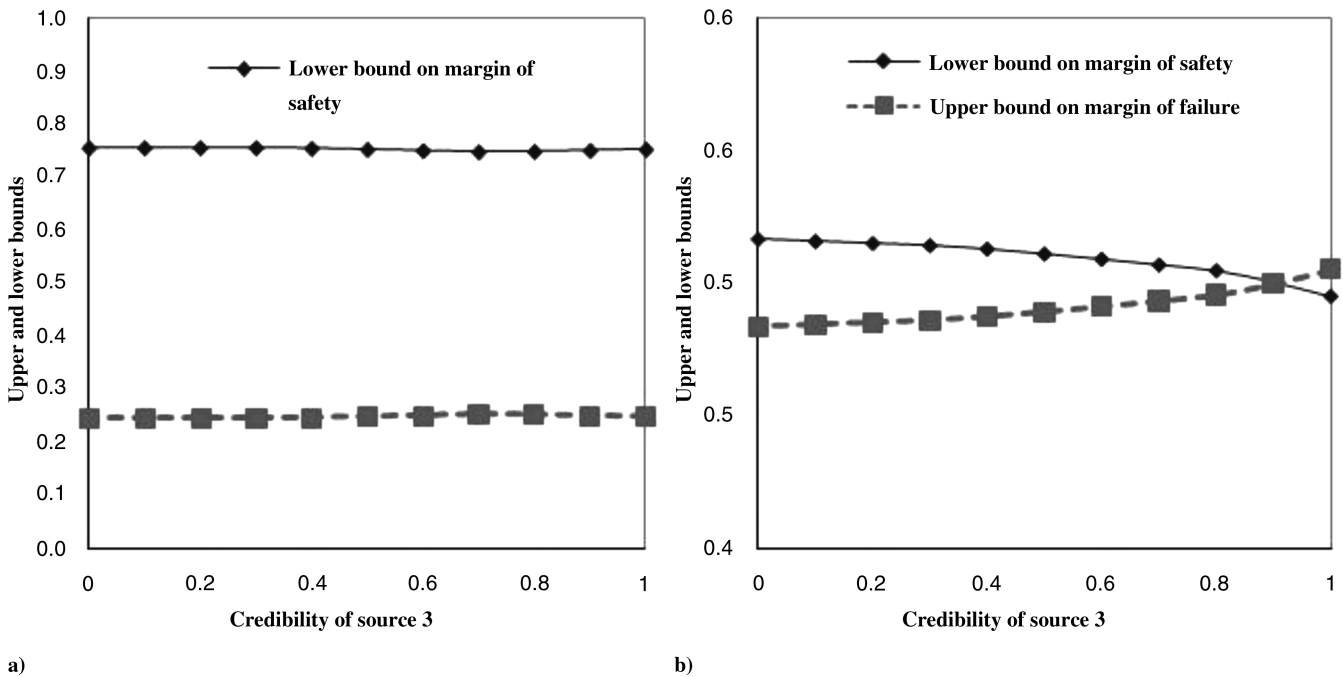 1.0
0.9
0.8
0.7
0.6
0.5
0.4
0.3
0.2
0.1
0.0
Upper and lower bounds
Lower bound on margin of
safety
0 0.2 0.4 0.6 0.8 1
Credibility of source 3
a)
0.6
0.6
0.5
0.5
0.4
Upper and lower bounds
Lower bound on margin of safety
Upper bound on margin of failure
0 0.2 0.4 0.6 0.8 1
Credibility of source 3
b)